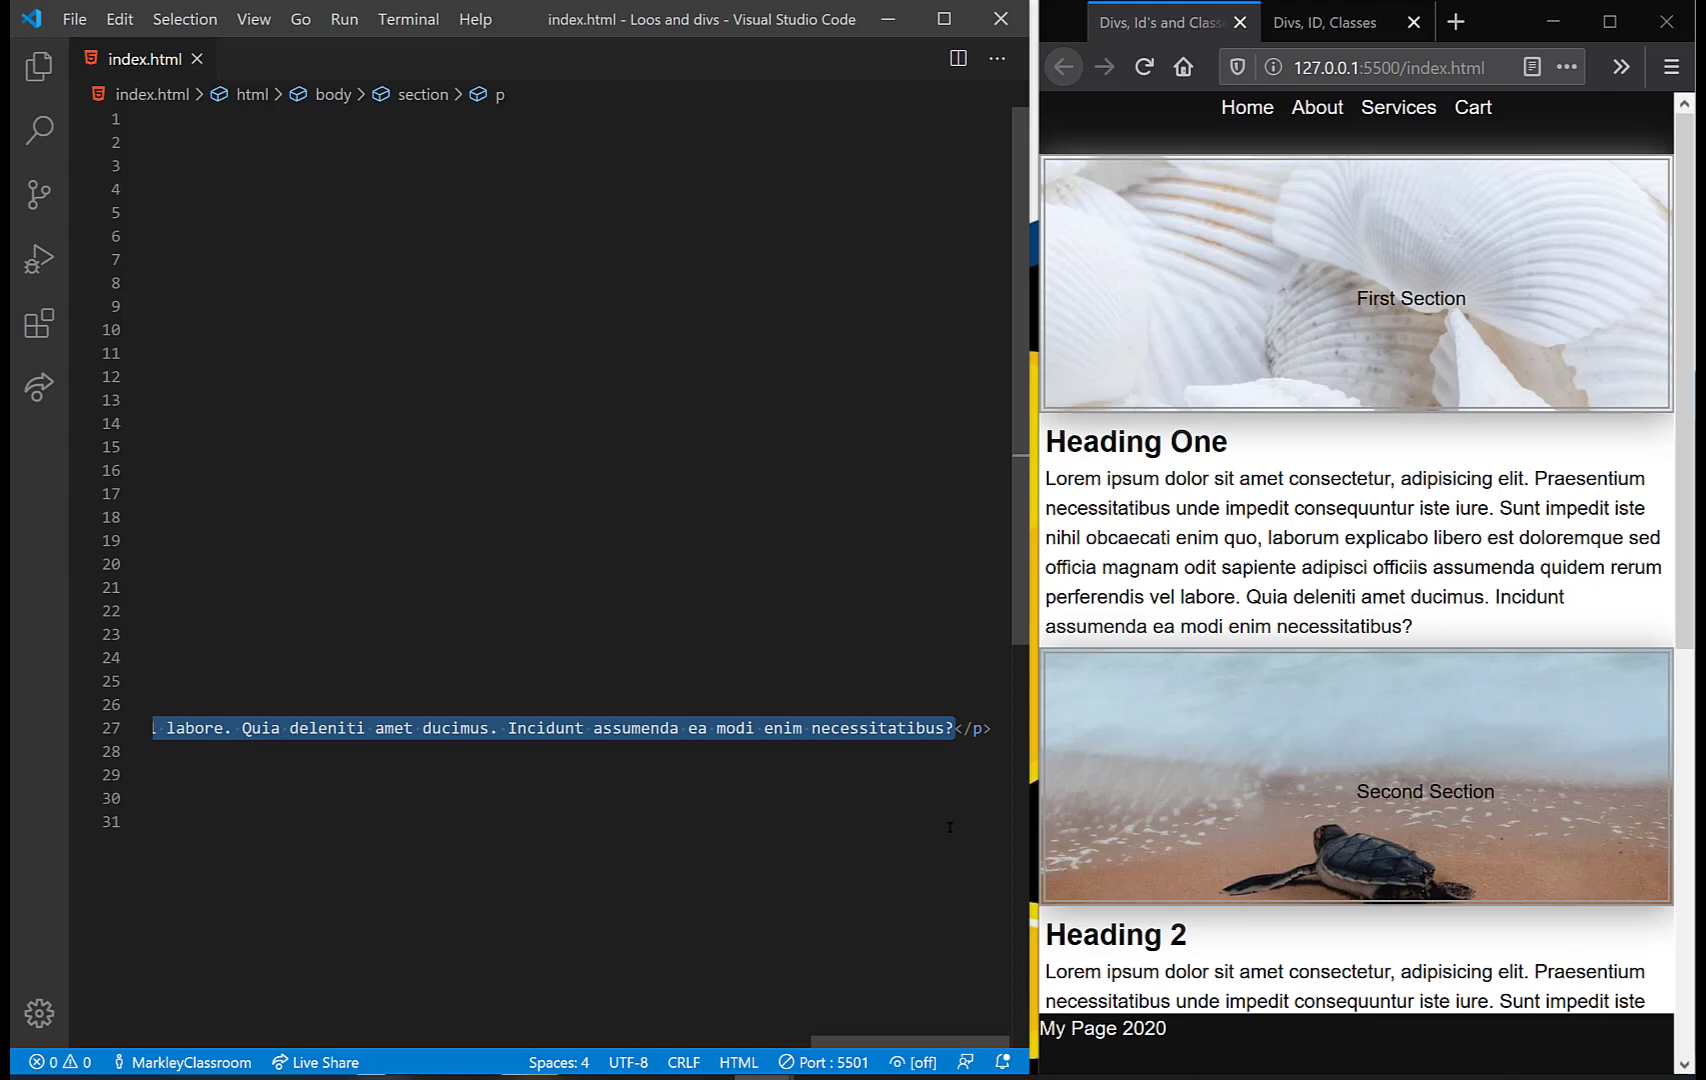 File Edit Selection View Go Run Terminal Help index.html - Loos and divs - Visual Studio Code
index.html
index.html > html > body > section > p
1
2
3
4
5
6
7
8
9
10
11
12
13
14
15
16
17
18
19
20
21
22
23
24
25
26
27 labore. Quia deleniti amet ducimus. Incidunt assumenda ea modi enim necessitatibus?</p>
28
29
30
31
0 0 MarkleyClassroom Live Share Spaces: 4 UTF-8 CRLF HTML Port : 5501 [off]
Divs, Id's and Class Divs, ID, Classes
127.0.0.1:5500/index.html
Home About Services Cart
First Section
Heading One
Lorem ipsum dolor sit amet consectetur, adipisicing elit. Praesentium
necessitatibus unde impedit consequuntur iste iure. Sunt impedit iste
nihil obcaecati enim quo, laborum explicabo libero est doloremque sed
officia magnam odit sapiente adipisci officiis assumenda quidem rerum
perferendis vel labore. Quia deleniti amet ducimus. Incidunt
assumenda ea modi enim necessitatibus?
Second Section
Heading 2
Lorem ipsum dolor sit amet consectetur, adipisicing elit. Praesentium
necessitatibus unde impedit consequuntur iste iure. Sunt impedit iste
My Page 2020